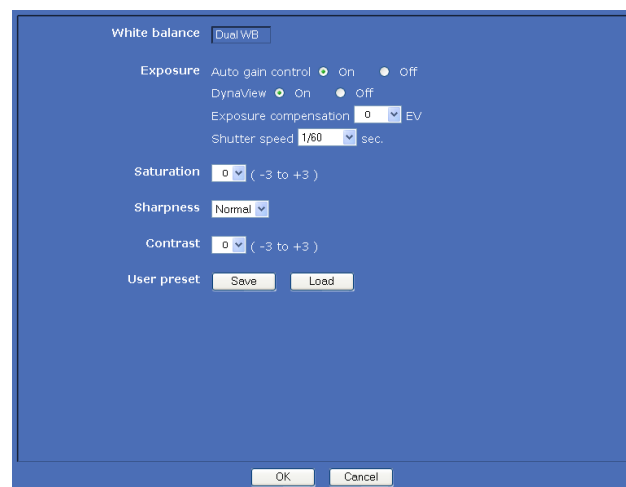 White balance Dual WB
Exposure Auto gain control On Off
DynaView On Off
Exposure compensation 0 EV
Shutter speed 1/60 sec.
Saturation 0 ( -3 to +3 )
Sharpness Normal
Contrast 0 ( -3 to +3 )
User preset Save Load
OK Cancel